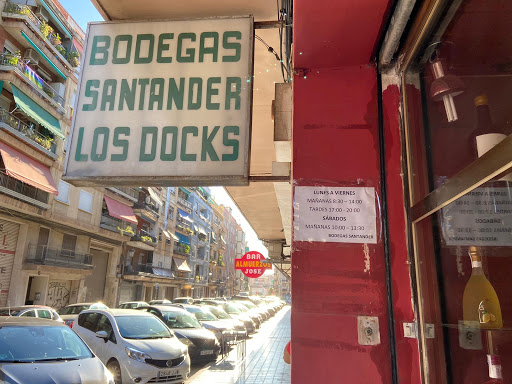 BODEGAS
SANTANDER
LOS DOCKS
BAR
ALMUERZOS
JOSE
LUNES A VIERNES
MAÑANAS 8:30 - 14:00
TARDES 17:00 - 20:00
SÁBADOS
MAÑANAS 10:00 - 13:30
BODEGAS SANTANDER